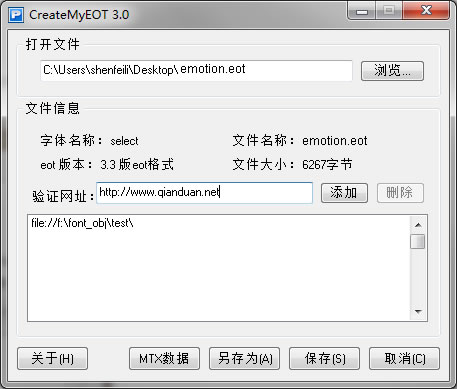 CreateMyEOT 3.0
打开文件
C:\Users\shenfeili\Desktop\emotion.eot
浏览...
文件信息
字体名称: select
文件名称: emotion.eot
eot 版本: 3.3 版eot格式
文件大小: 6267字节
验证网址: http://www.qianduan.net
添加
删除
file://f:\font_obj\test\
关于(H)
MTX数据
另存为(A)
保存(S)
取消(C)